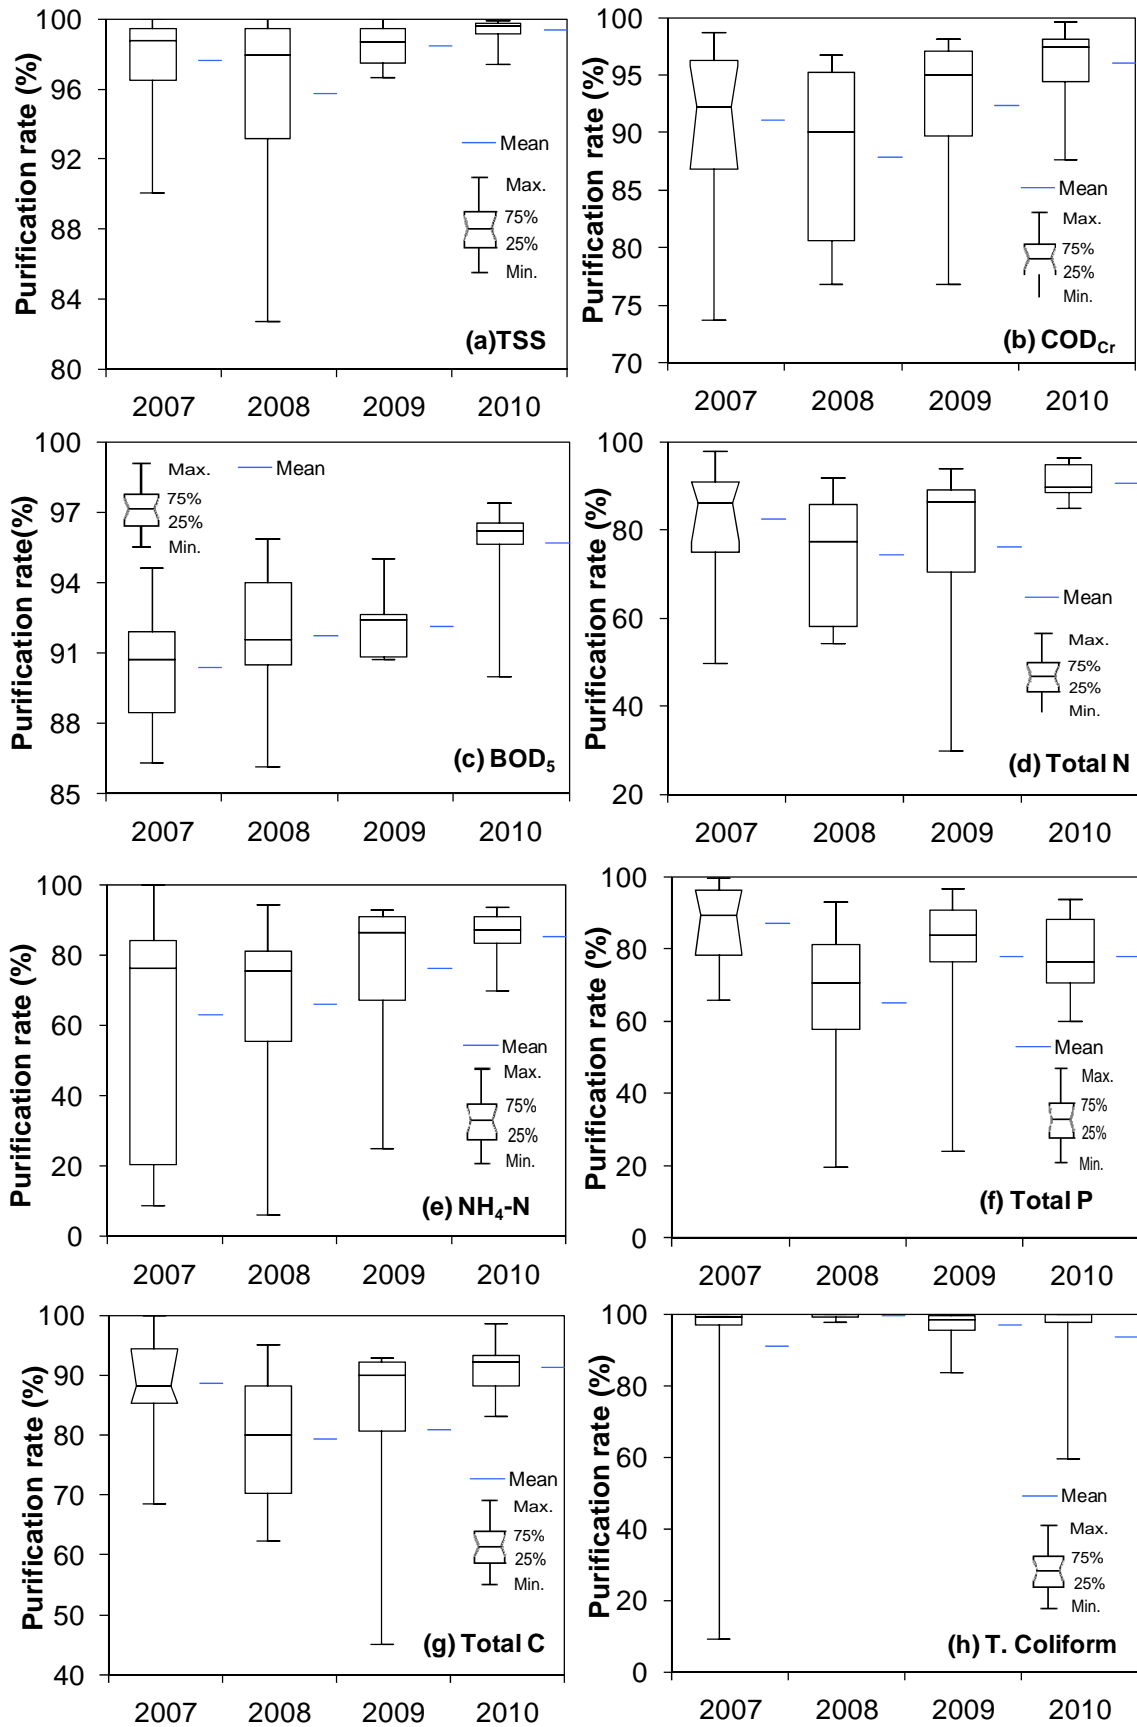 Purification rate (%)
100
96
92
88
84
80
Mean
Max.
75%
25%
Min.
(a)TSS
2007 2008 2009 2010
Purification rate (%)
100
95
90
85
80
75
70
Mean
Max.
75%
25%
Min.
(b) COD_Cr
2007 2008 2009 2010
Purification rate(%)
100
97
94
91
88
85
Max.
75%
25%
Min.
Mean
(c) BOD₅
2007 2008 2009 2010
Purification rate (%)
100
80
60
40
20
Mean
Max.
75%
25%
Min.
(d) Total N
2007 2008 2009 2010
Purification rate (%)
100
80
60
40
20
0
Mean
Max.
75%
25%
Min.
(e) NH₄-N
2007 2008 2009 2010
Purification rate (%)
100
80
60
40
20
0
Mean
Max.
75%
25%
Min.
(f) Total P
2007 2008 2009 2010
Purification rate (%)
100
90
80
70
60
50
40
Mean
Max.
75%
25%
Min.
(g) Total C
2007 2008 2009 2010
Purification rate (%)
100
80
60
40
20
0
Mean
Max.
75%
25%
Min.
(h) T. Coliform
2007 2008 2009 2010